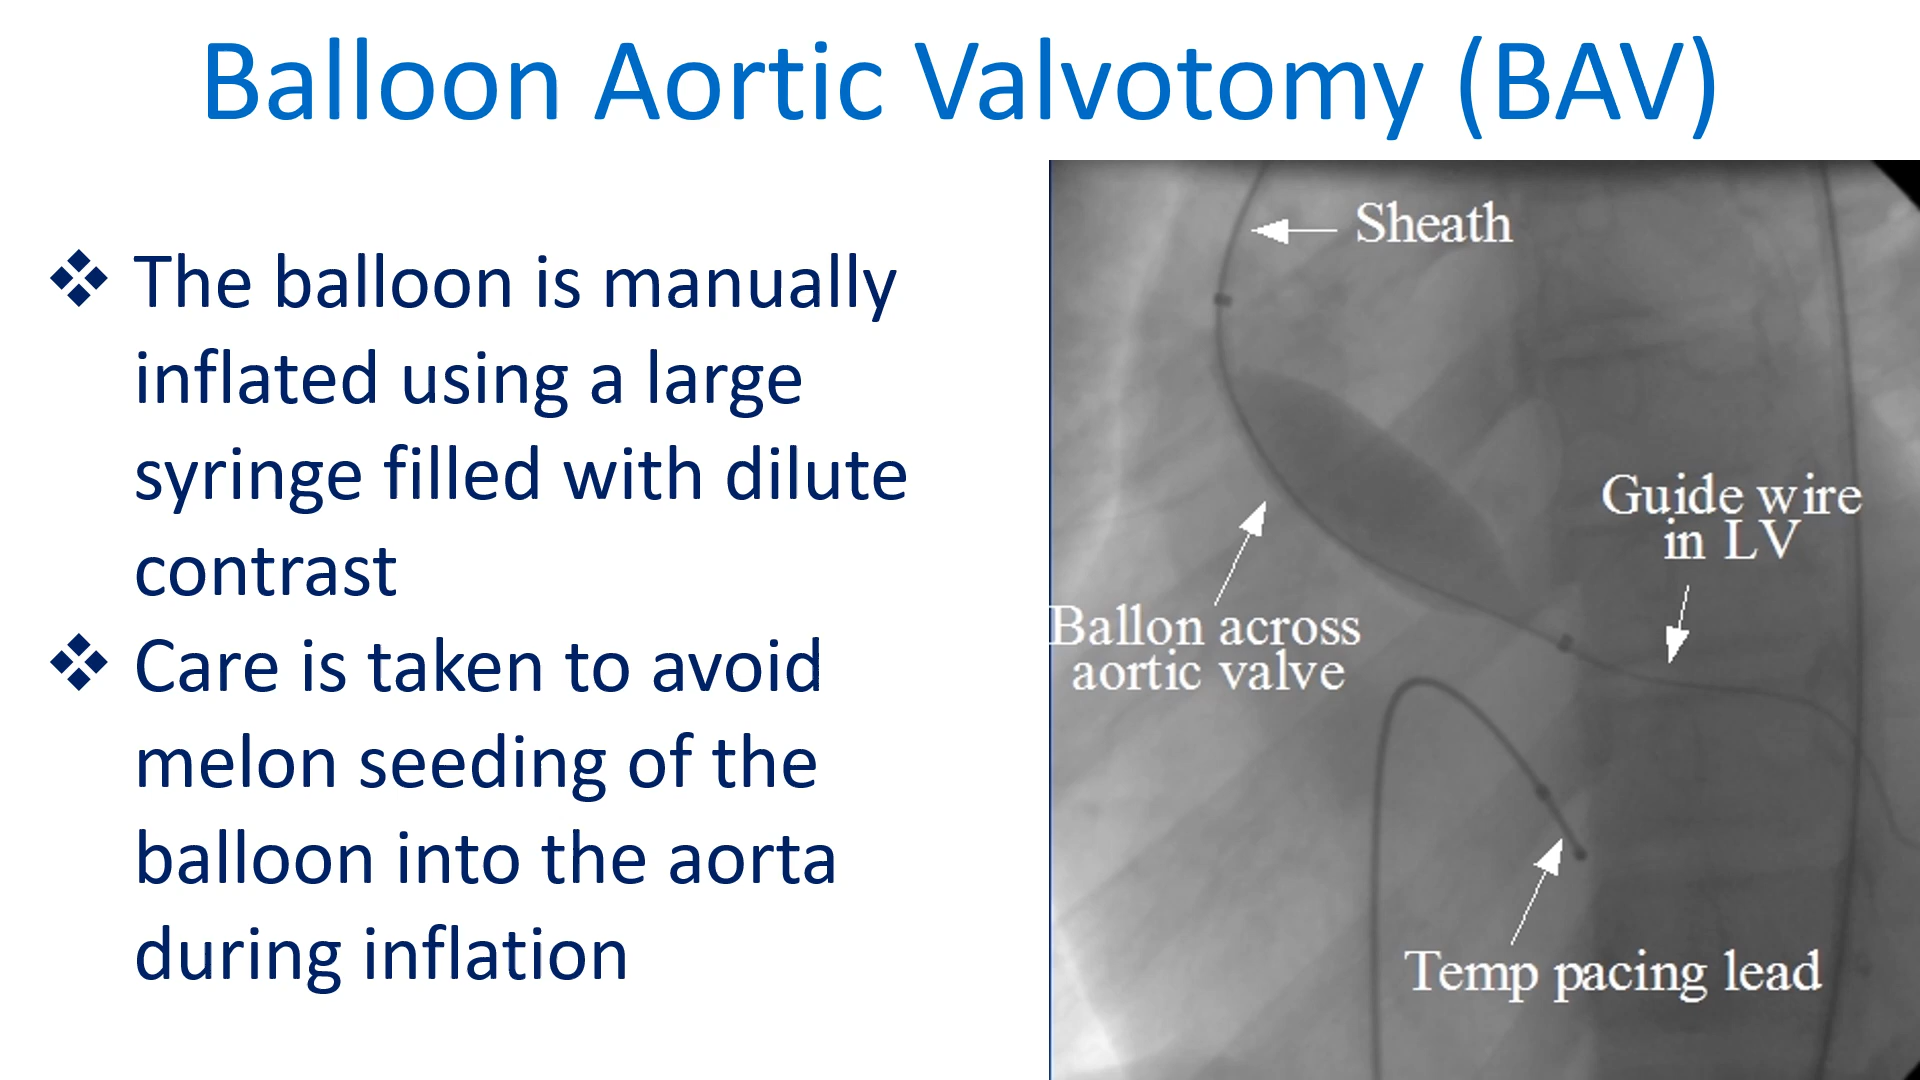 Balloon Aortic Valvotomy (BAV)
❖ The balloon is manually
inflated using a large
syringe filled with dilute
contrast
❖ Care is taken to avoid
melon seeding of the
balloon into the aorta
during inflation
Sheath
Guide wire
in LV
Ballon across
aortic valve
Temp pacing lead